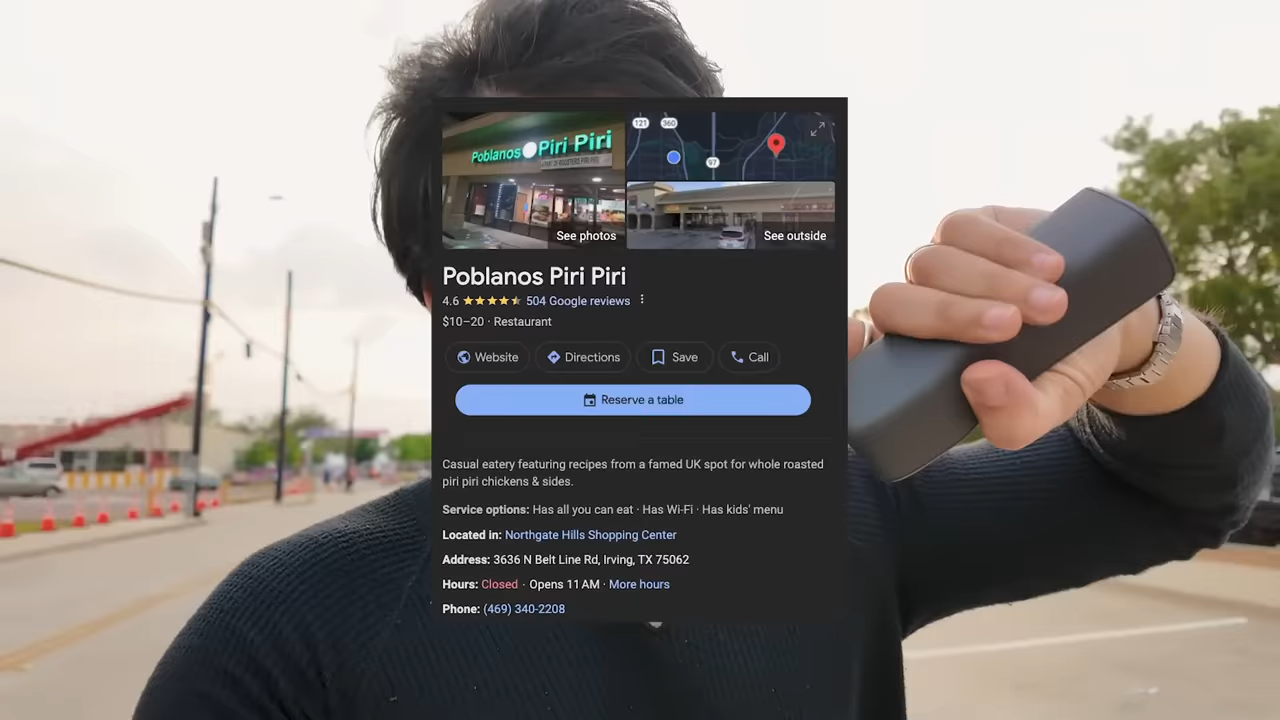 Poblanos Piri Piri
121
360
97
See photos
See outside
Poblanos Piri Piri
4.6
504 Google reviews
$10–20 · Restaurant
Website
Directions
Save
Call
Reserve a table
Casual eatery featuring recipes from a famed UK spot for whole roasted
piri piri chickens & sides.
Service options: Has all you can eat · Has Wi-Fi · Has kids' menu
Located in: Northgate Hills Shopping Center
Address: 3636 N Belt Line Rd, Irving, TX 75062
Hours: Closed · Opens 11 AM · More hours
Phone: (469) 340-2208